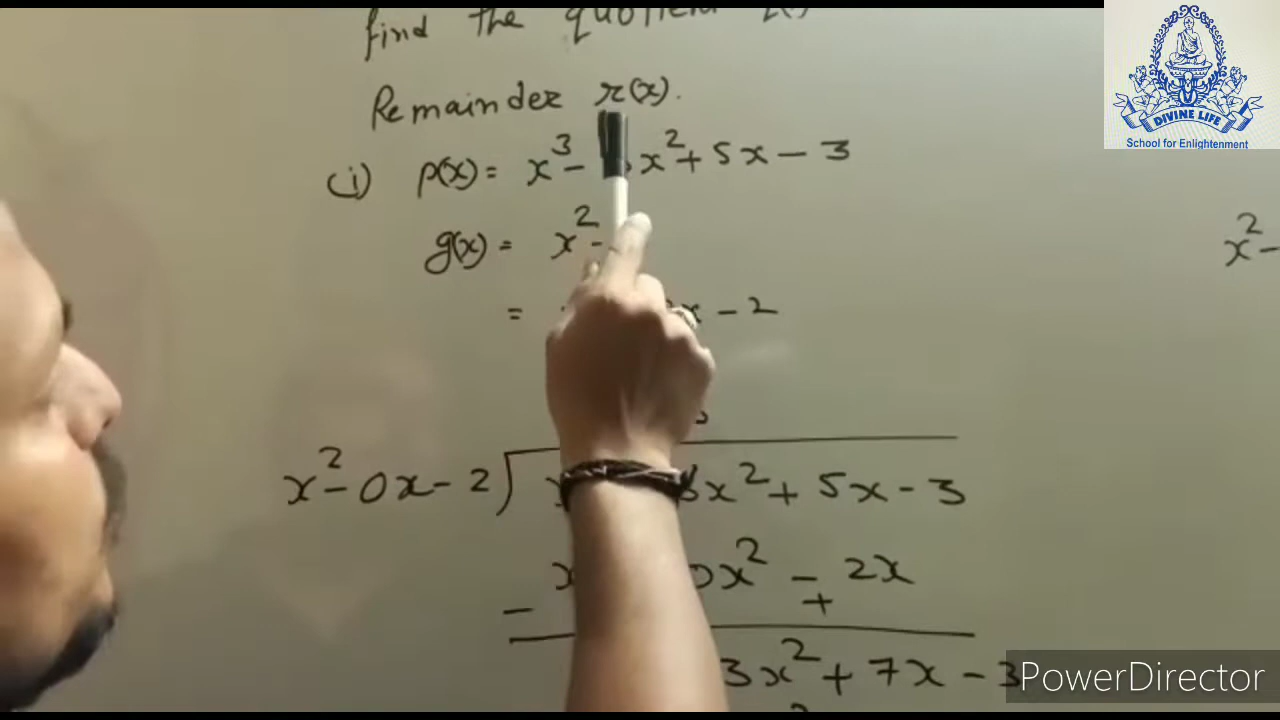 find the quotient
Remainder r(x).
(i) p(x) = x³ - x² + 5x - 3
g(x) = x² -
= x - 2
x² - 0x - 2 x² + 5x - 3
0x² - 2x
- +
3x² + 7x - 3
x² -
DIVINE LIFE
School for Enlightenment
PowerDirector